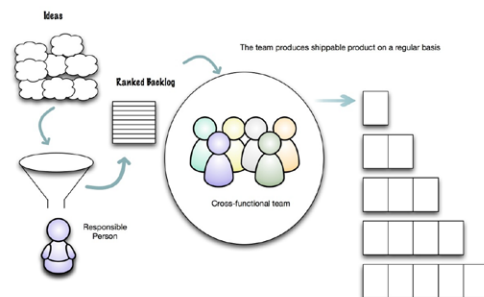 Ideas
The team produces shippable product on a regular basis
Ranked Backlog
Cross-functional team
Responsible
Person